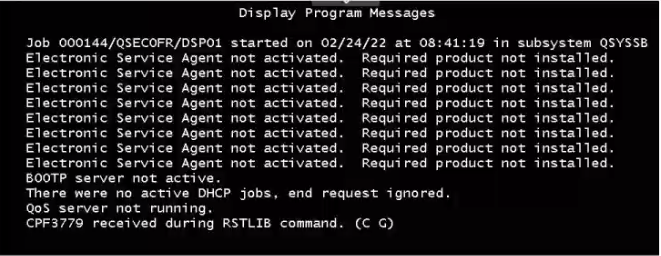 Display Program Messages
Job 000144/QSECOFR/DSP01 started on 02/24/22 at 08:41:19 in subsystem QSYSSB
Electronic Service Agent not activated. Required product not installed.
Electronic Service Agent not activated. Required product not installed.
Electronic Service Agent not activated. Required product not installed.
Electronic Service Agent not activated. Required product not installed.
Electronic Service Agent not activated. Required product not installed.
Electronic Service Agent not activated. Required product not installed.
Electronic Service Agent not activated. Required product not installed.
Electronic Service Agent not activated. Required product not installed.
BOOTP server not active.
There were no active DHCP jobs, end request ignored.
QoS server not running.
CPF3779 received during RSTLIB command. (C G)